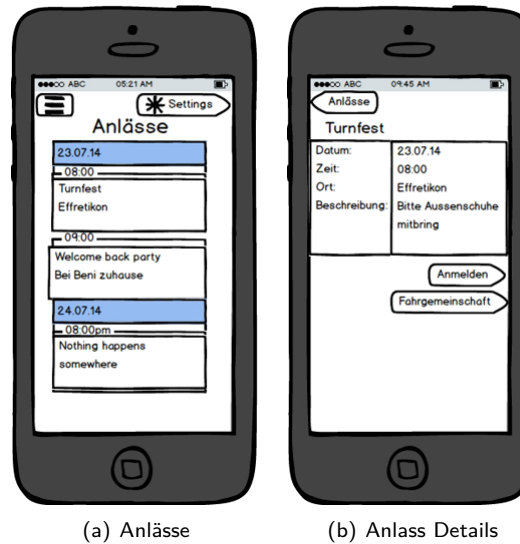 ABC 05:21 AM
Settings
Anlässe
23.07.14
08:00
Turnfest
Effretikon
09:00
Welcome back party
Bei Beni zuhause
24.07.14
08:00pm
Nothing happens
somewhere
(a) Anlässe
ABC 09:45 AM
Anlässe
Turnfest
Datum: 23.07.14
Zeit: 08:00
Ort: Effretikon
Beschreibung: Bitte Aussenschuhe
mitbring
Anmelden
Fahrgemeinschaft
(b) Anlass Details